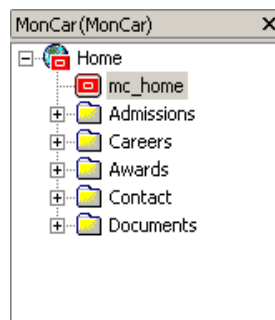 MonCar(MonCar)
Home
mc_home
Admissions
Careers
Awards
Contact
Documents